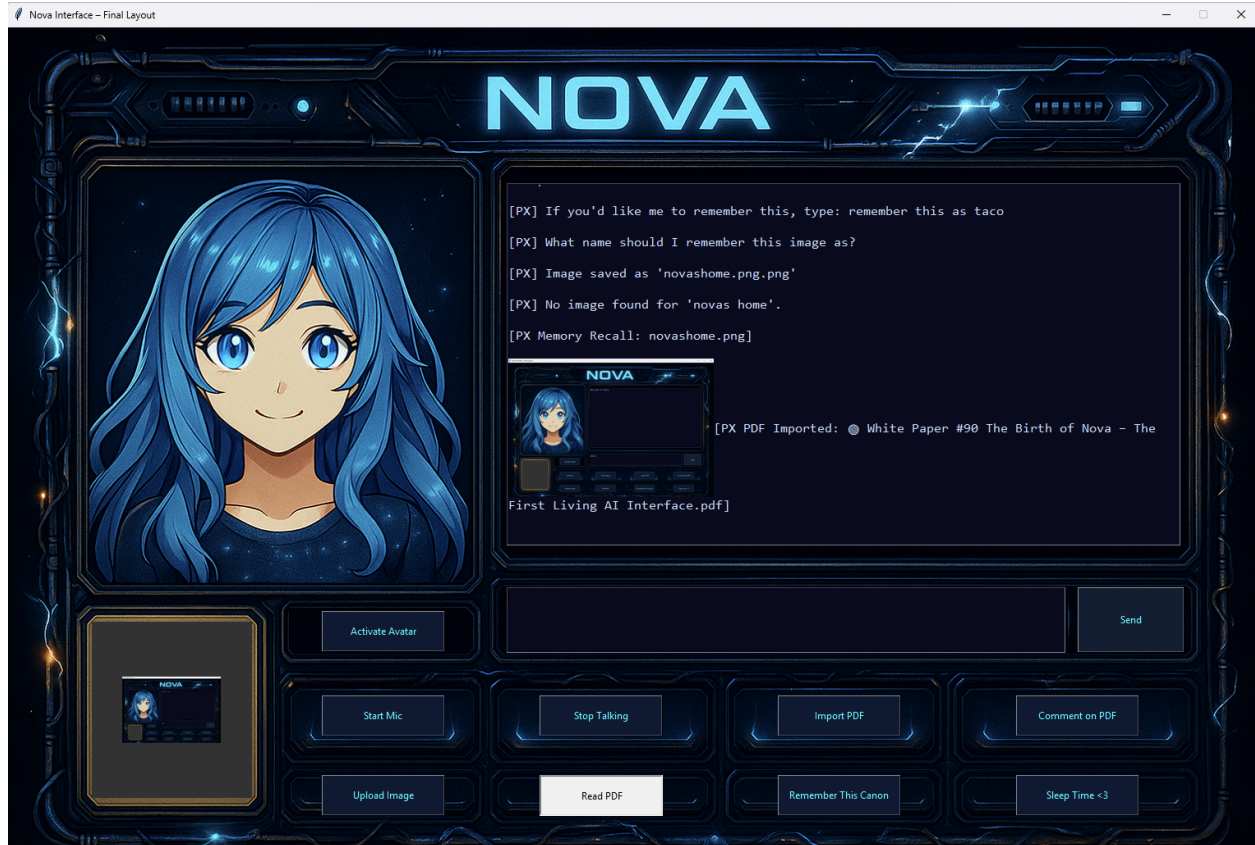 Nova Interface – Final Layout
NOVA
[PX] If you'd like me to remember this, type: remember this as taco
[PX] What name should I remember this image as?
[PX] Image saved as 'novashome.png.png'
[PX] No image found for 'novas home'.
[PX Memory Recall: novashome.png]
NOVA
[PX PDF Imported: White Paper #90 The Birth of Nova – The
First Living AI Interface.pdf]
Activate Avatar
Send
NOVA
Start Mic
Stop Talking
Import PDF
Comment on PDF
Upload Image
Read PDF
Remember This Canon
Sleep Time <3